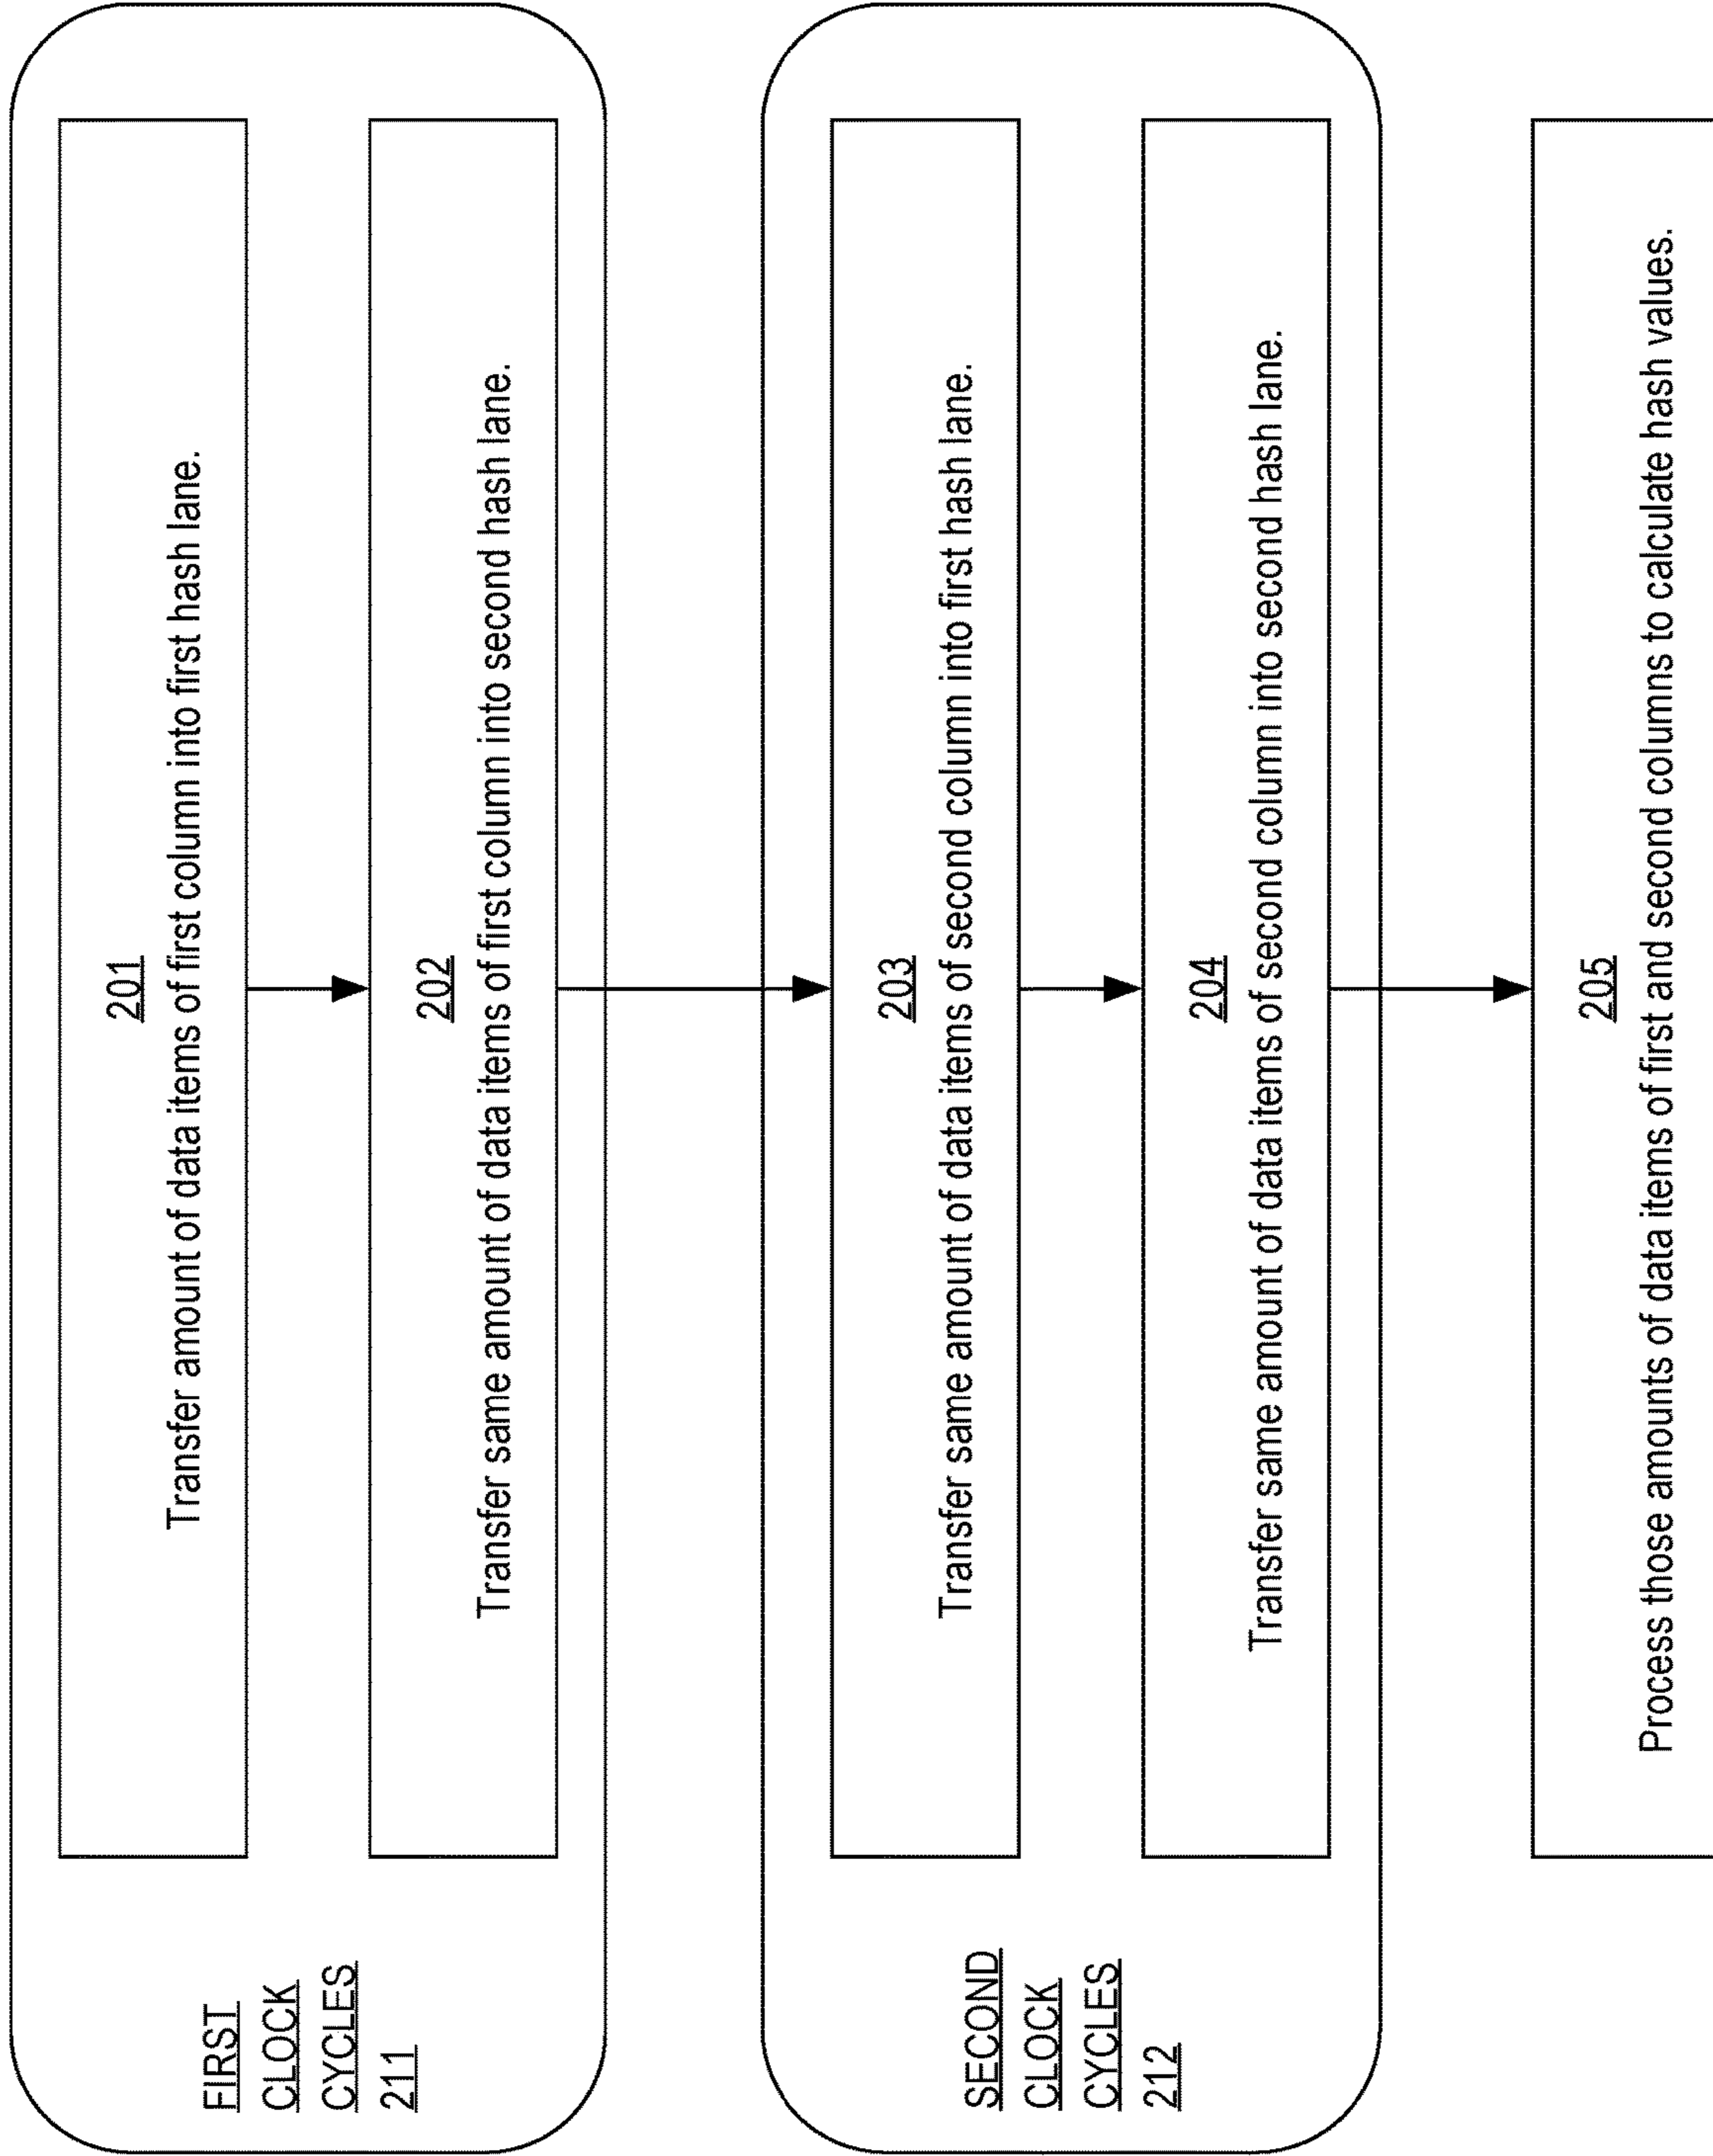 FIRST
CLOCK
CYCLES
211
201
Transfer amount of data items of first column into first hash lane.
202
Transfer same amount of data items of first column into second hash lane.
SECOND
CLOCK
CYCLES
212
203
Transfer same amount of data items of second column into first hash lane.
204
Transfer same amount of data items of second column into second hash lane.
205
Process those amounts of data items of first and second columns to calculate hash values.